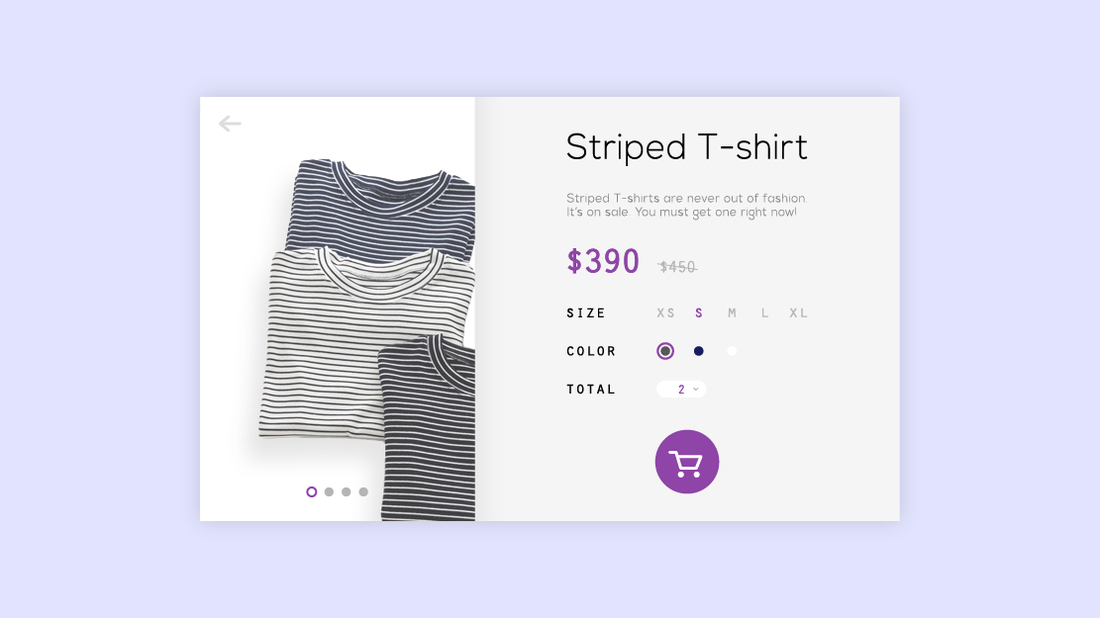 Striped T-shirt
Striped T-shirts are never out of fashion.
It's on sale. You must get one right now!
$390 $450
SIZE XS S M L XL
COLOR
TOTAL 2